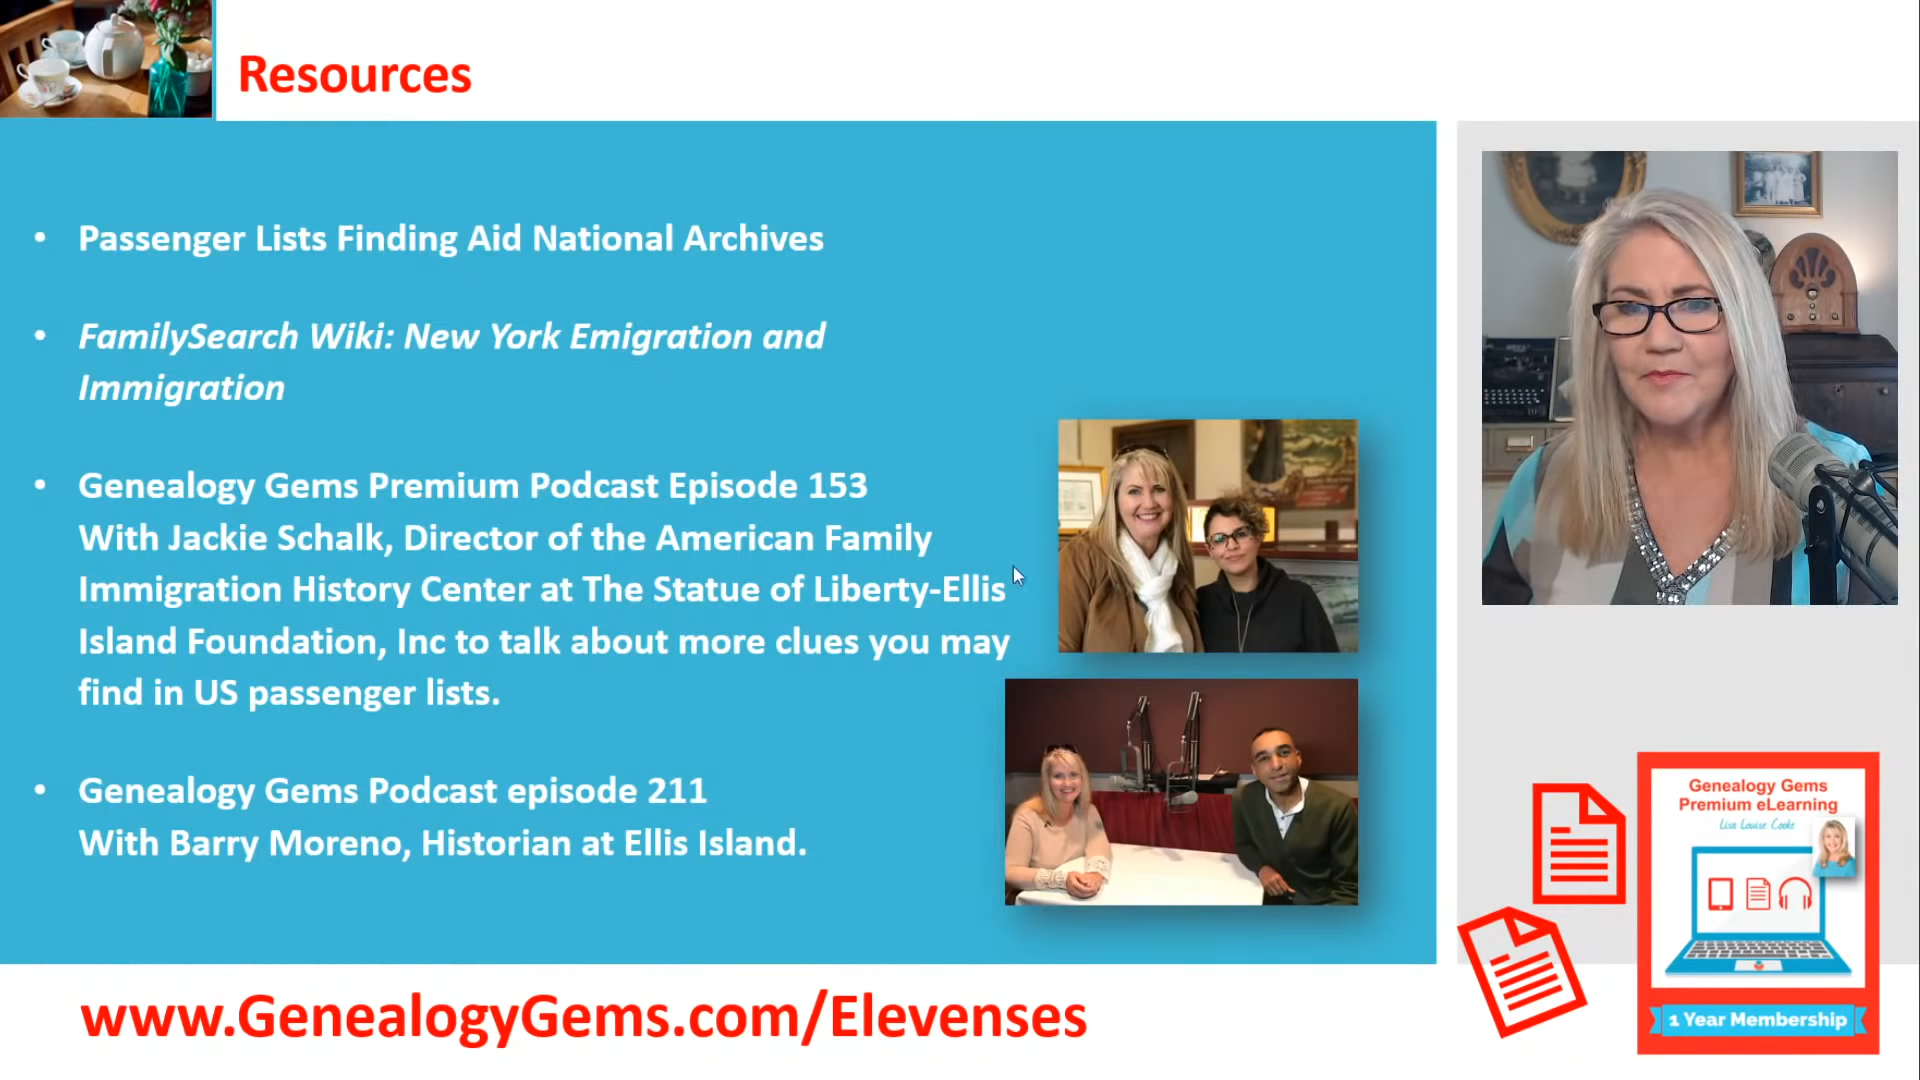 Resources
• Passenger Lists Finding Aid National Archives
• FamilySearch Wiki: New York Emigration and
Immigration
• Genealogy Gems Premium Podcast Episode 153
With Jackie Schalk, Director of the American Family
Immigration History Center at The Statue of Liberty-Ellis
Island Foundation, Inc to talk about more clues you may
find in US passenger lists.
• Genealogy Gems Podcast episode 211
With Barry Moreno, Historian at Ellis Island.
www.GenealogyGems.com/Elevenses
Genealogy Gems
Premium eLearning
Lisa Louise Cooke
1 Year Membership